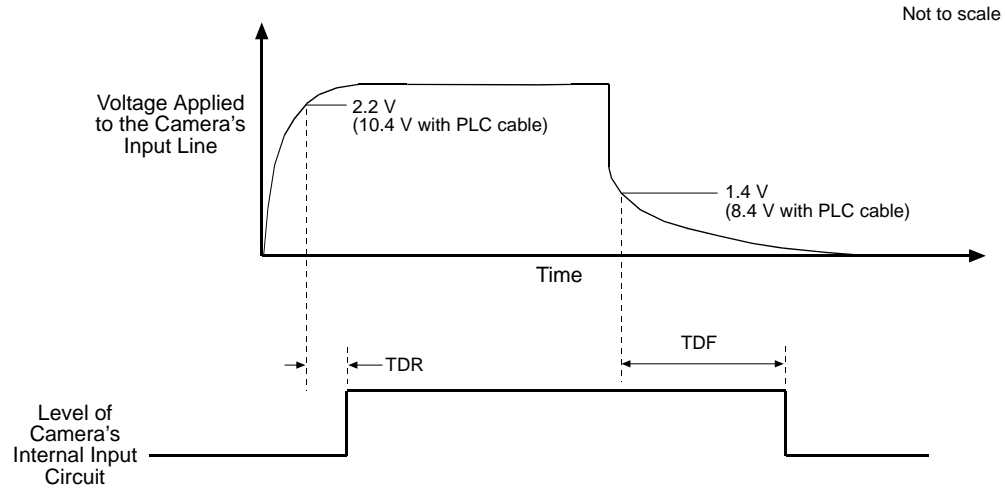 Not to scale
Voltage Applied
to the Camera's
Input Line
2.2 V
(10.4 V with PLC cable)
1.4 V
(8.4 V with PLC cable)
Time
TDR
TDF
Level of
Camera's
Internal Input
Circuit